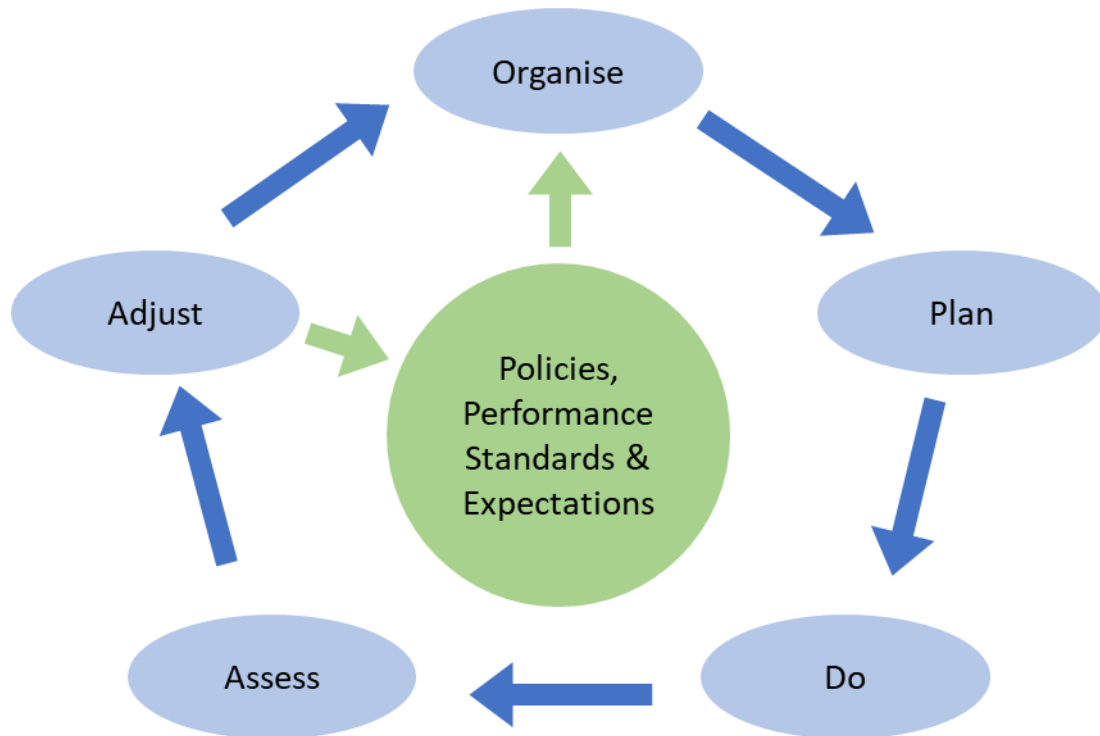 Organise
Adjust
Plan
Policies,
Performance
Standards &
Expectations
Assess
Do